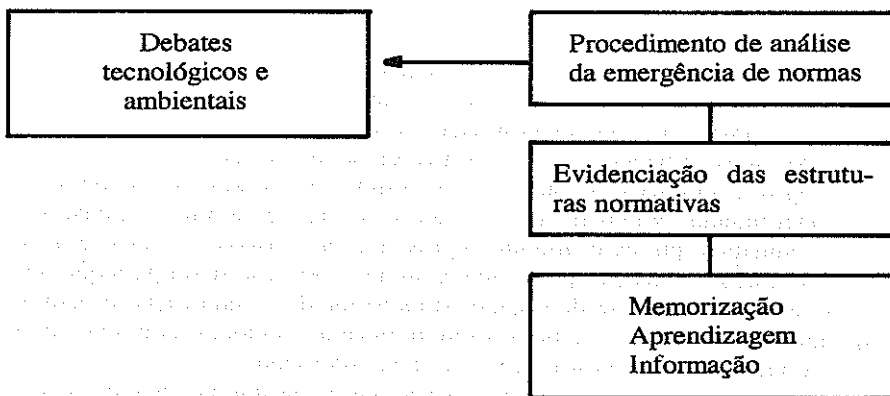 Debates
tecnológicos e
ambientais
Procedimento de análise
da emergência de normas
Evidenciação das estrutu-
ras normativas
Memorização
Aprendizagem
Informação